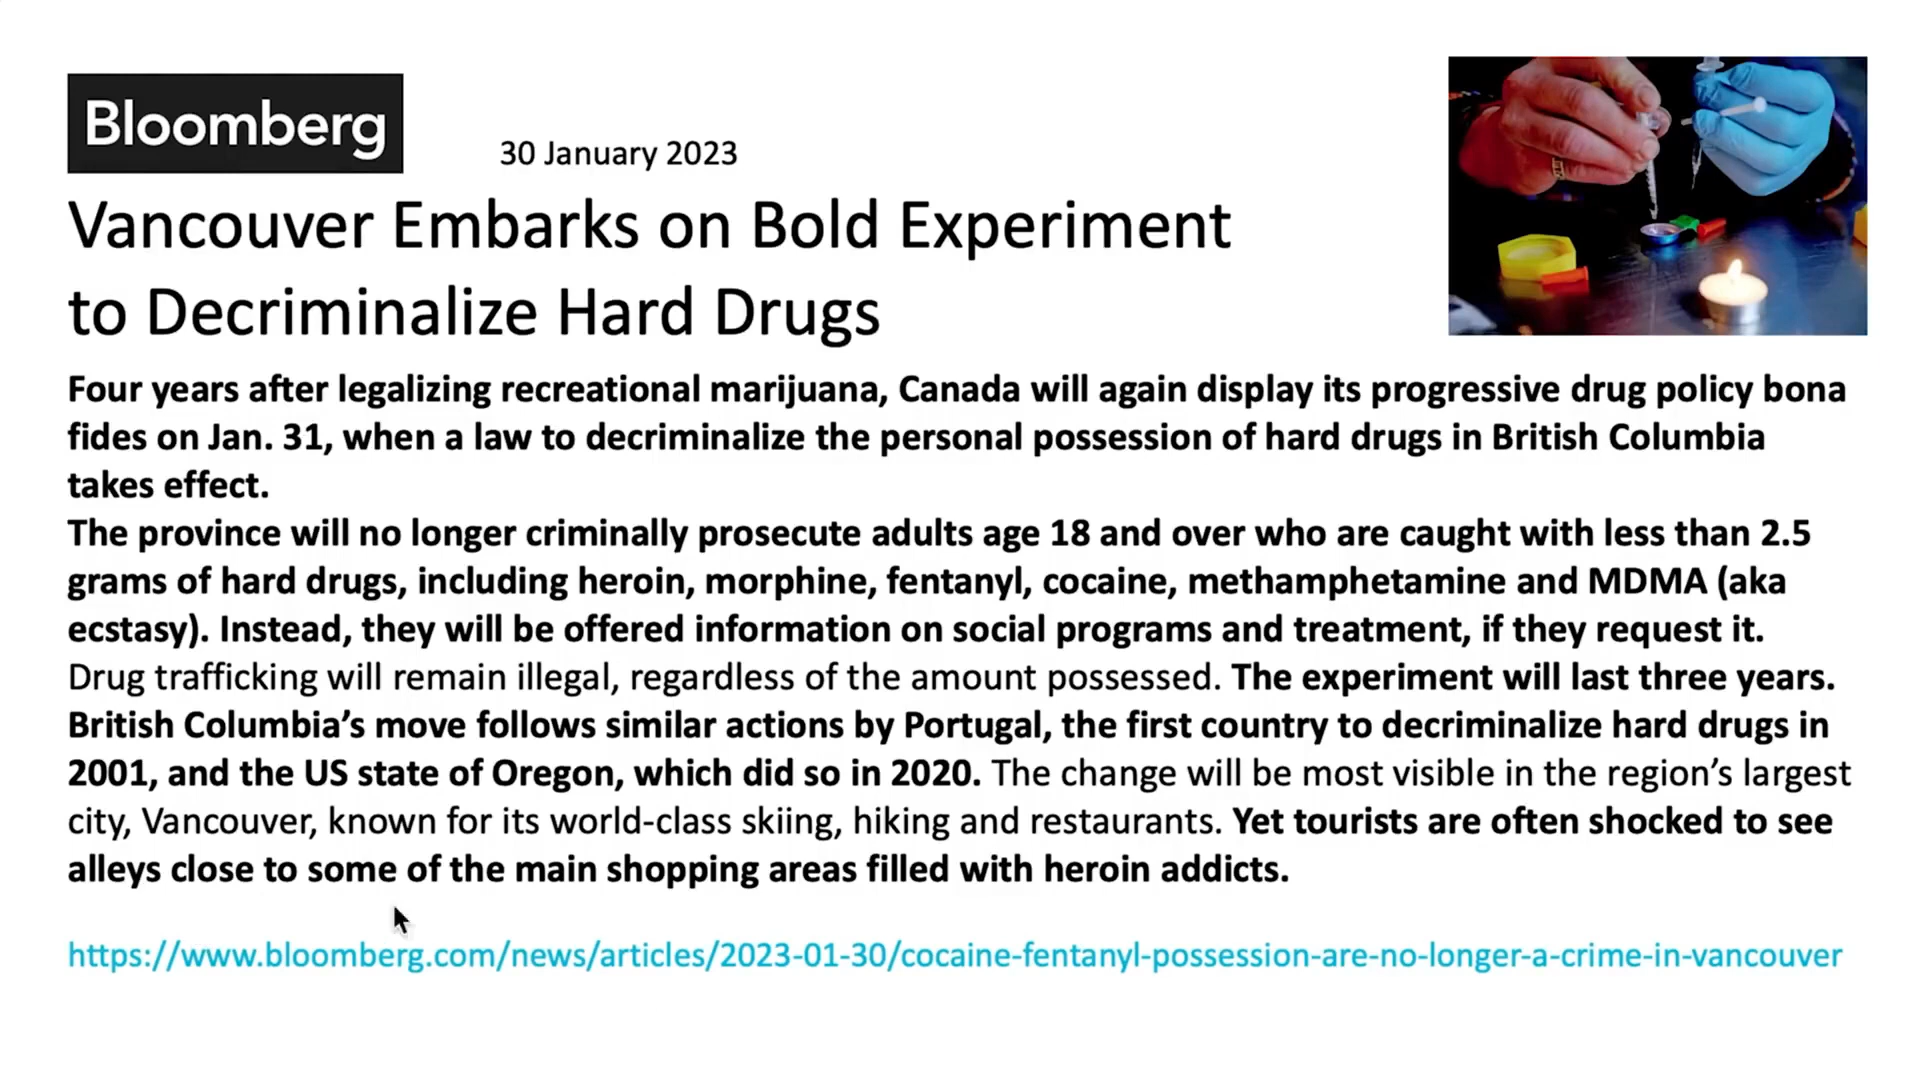 Bloomberg
30 January 2023
Vancouver Embarks on Bold Experiment
to Decriminalize Hard Drugs
Four years after legalizing recreational marijuana, Canada will again display its progressive drug policy bona
fides on Jan. 31, when a law to decriminalize the personal possession of hard drugs in British Columbia
takes effect.
The province will no longer criminally prosecute adults age 18 and over who are caught with less than 2.5
grams of hard drugs, including heroin, morphine, fentanyl, cocaine, methamphetamine and MDMA (aka
ecstasy). Instead, they will be offered information on social programs and treatment, if they request it.
Drug trafficking will remain illegal, regardless of the amount possessed. The experiment will last three years.
British Columbia’s move follows similar actions by Portugal, the first country to decriminalize hard drugs in
2001, and the US state of Oregon, which did so in 2020. The change will be most visible in the region’s largest
city, Vancouver, known for its world-class skiing, hiking and restaurants. Yet tourists are often shocked to see
alleys close to some of the main shopping areas filled with heroin addicts.
https://www.bloomberg.com/news/articles/2023-01-30/cocaine-fentanyl-possession-are-no-longer-a-crime-in-vancouver